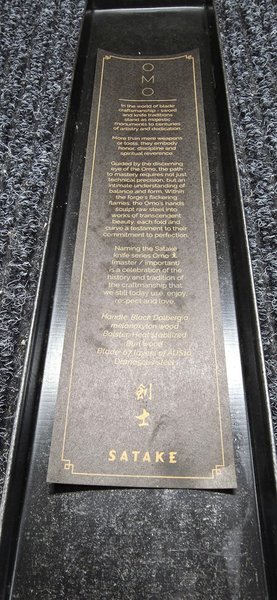 OMO
In the world of blade
craftsmanship - sword
and knife traditions
stand as majestic
monuments to centuries
of artistry and dedication.
More than mere weapons
or tools, they embody
honor, discipline and
spiritual reverence.
Guided by the discerning
eye of the Omo, the path
to mastery requires not just
technical precision, but an
intimate understanding of
balance and form. Within
the forge's flickering
flames, the Omo's hands
sculpt raw steel into
works of transcendent
beauty, each fold and
curve a testament to their
commitment to perfection.
Naming the Satake
knife series Omo
(master / important)
is a celebration of the
history and tradition of
the craftsmanship that
we still today use, enjoy,
respect and love.
Handle: Black Dalbergia
melanoxylon wood
Bolster: Heat stabilized
Burl wood
Blade: 67 layers of AUS10
Damascus steel
剣士
SATAKE